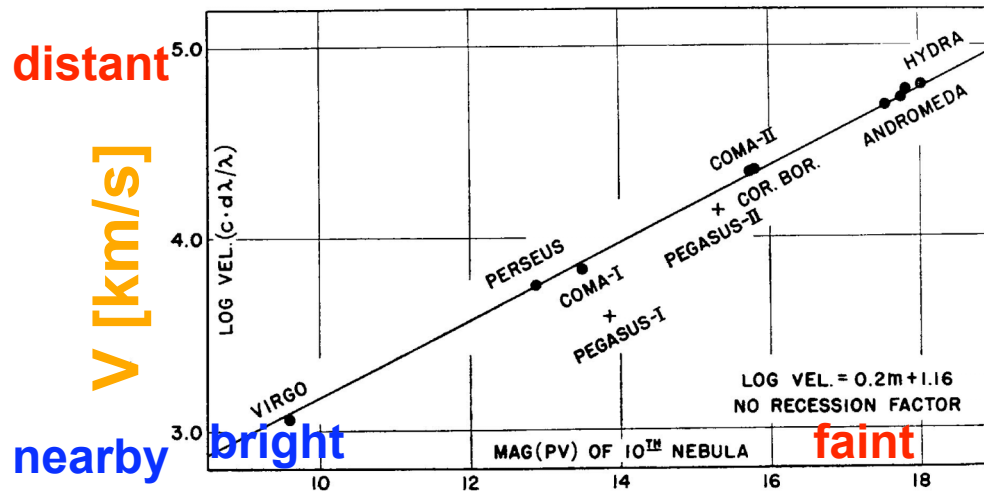 distant
nearby
V [km/s]
LOG VEL. (c·dλ/λ)
5.0
4.0
3.0
HYDRA
ANDROMEDA
COMA-II
COR. BOR.
PEGASUS-II
PERSEUS
COMA-I
PEGASUS-I
VIRGO
LOG VEL. = 0.2m+1.16
NO RECESSION FACTOR
bright
MAG(PV) OF 10TH NEBULA
faint
10 12 14 16 18